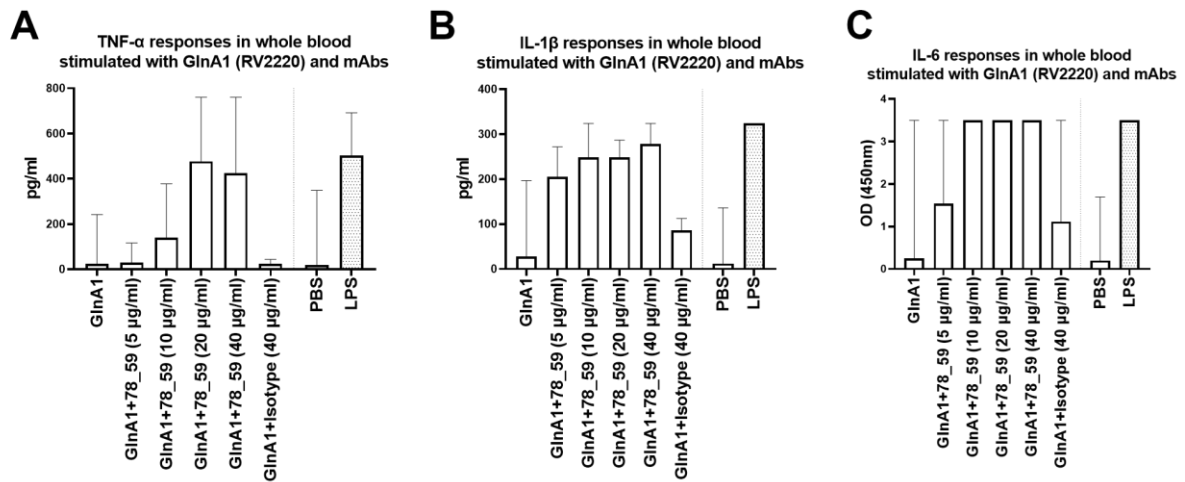 A
TNF-α responses in whole blood
stimulated with GlnA1 (RV2220) and mAbs
800
600
400
200
0
pg/ml
GlnA1
GlnA1+78_59 (5 µg/ml)
GlnA1+78_59 (10 µg/ml)
GlnA1+78_59 (20 µg/ml)
GlnA1+78_59 (40 µg/ml)
GlnA1+Isotype (40 µg/ml)
PBS
LPS
B
IL-1β responses in whole blood
stimulated with GlnA1 (RV2220) and mAbs
400
300
200
100
0
pg/ml
GlnA1
GlnA1+78_59 (5 µg/ml)
GlnA1+78_59 (10 µg/ml)
GlnA1+78_59 (20 µg/ml)
GlnA1+78_59 (40 µg/ml)
GlnA1+Isotype (40 µg/ml)
PBS
LPS
C
IL-6 responses in whole blood
stimulated with GlnA1 (RV2220) and mAbs
4
3
2
1
0
OD (450nm)
GlnA1
GlnA1+78_59 (5 µg/ml)
GlnA1+78_59 (10 µg/ml)
GlnA1+78_59 (20 µg/ml)
GlnA1+78_59 (40 µg/ml)
GlnA1+Isotype (40 µg/ml)
PBS
LPS